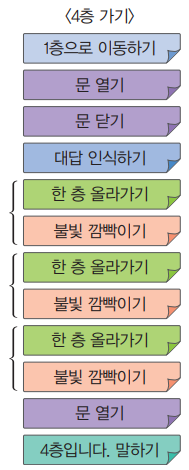 〈4층 가기〉
1층으로 이동하기
문 열기
문 닫기
대답 인식하기
한 층 올라가기
불빛 깜빡이기
한 층 올라가기
불빛 깜빡이기
한 층 올라가기
불빛 깜빡이기
문 열기
4층입니다. 말하기